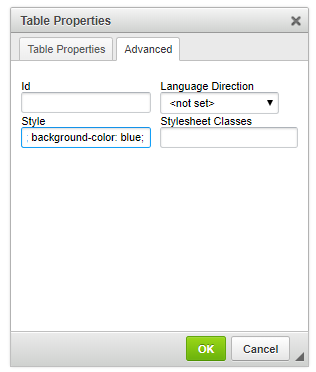 Table Properties
Table Properties Advanced
Id Language Direction
<not set>
Style Stylesheet Classes
; background-color: blue;
OK Cancel